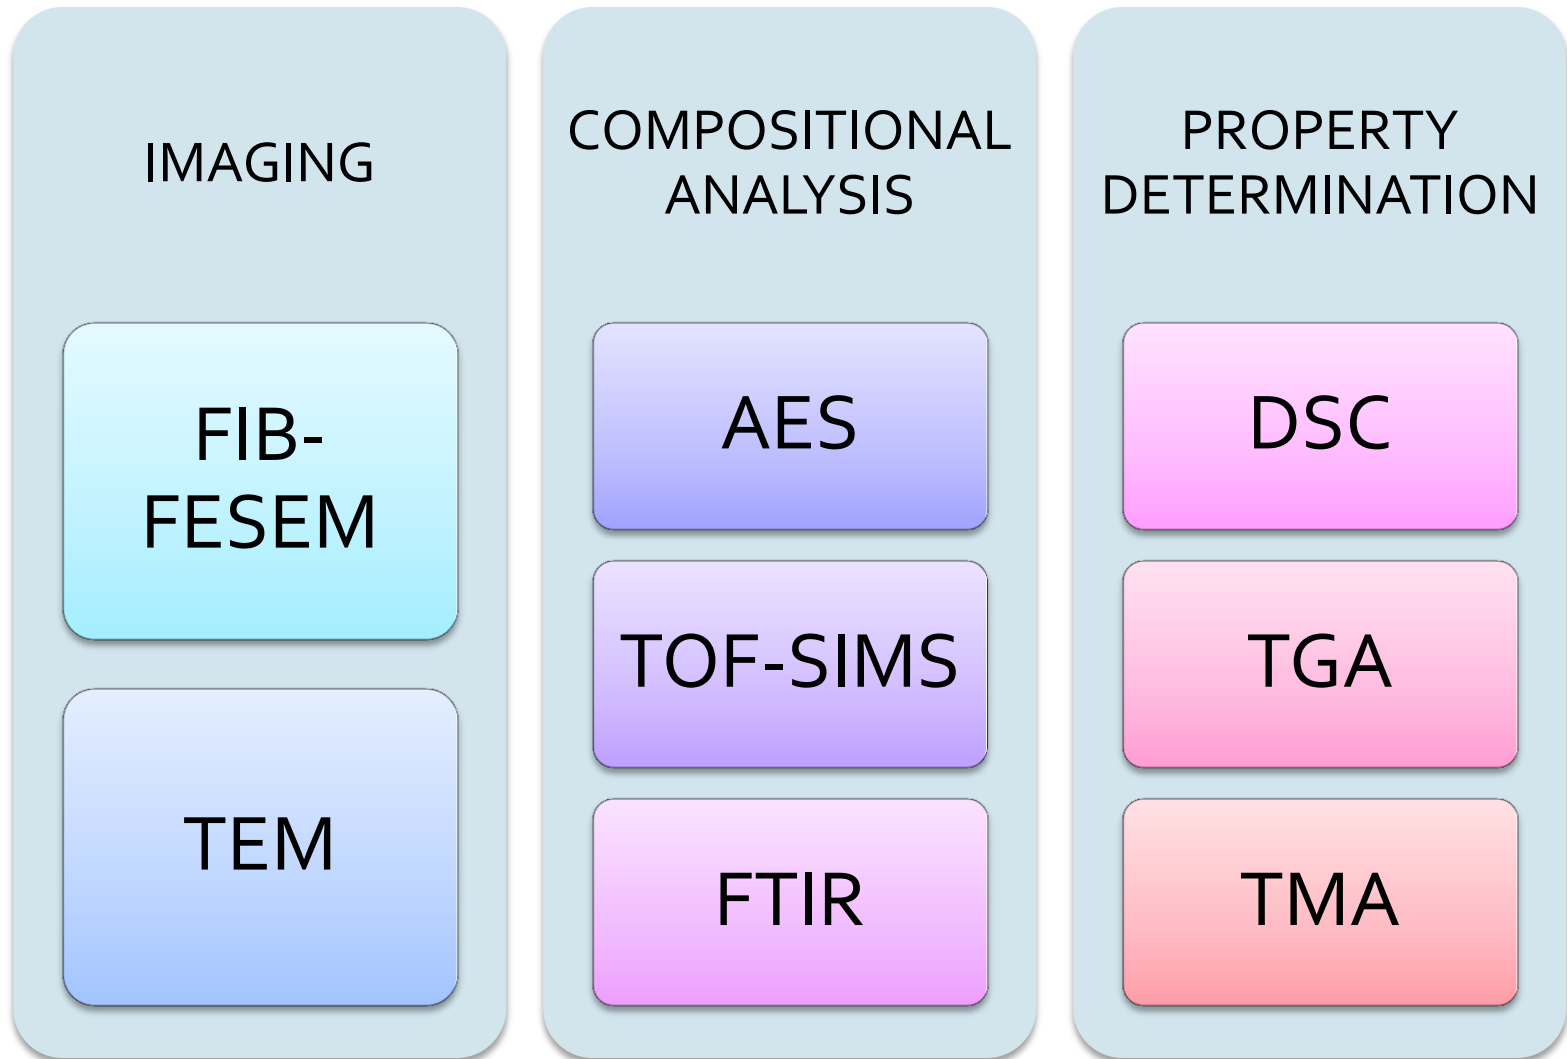 IMAGING
FIB-
FESEM
TEM
COMPOSITIONAL
ANALYSIS
AES
TOF-SIMS
FTIR
PROPERTY
DETERMINATION
DSC
TGA
TMA